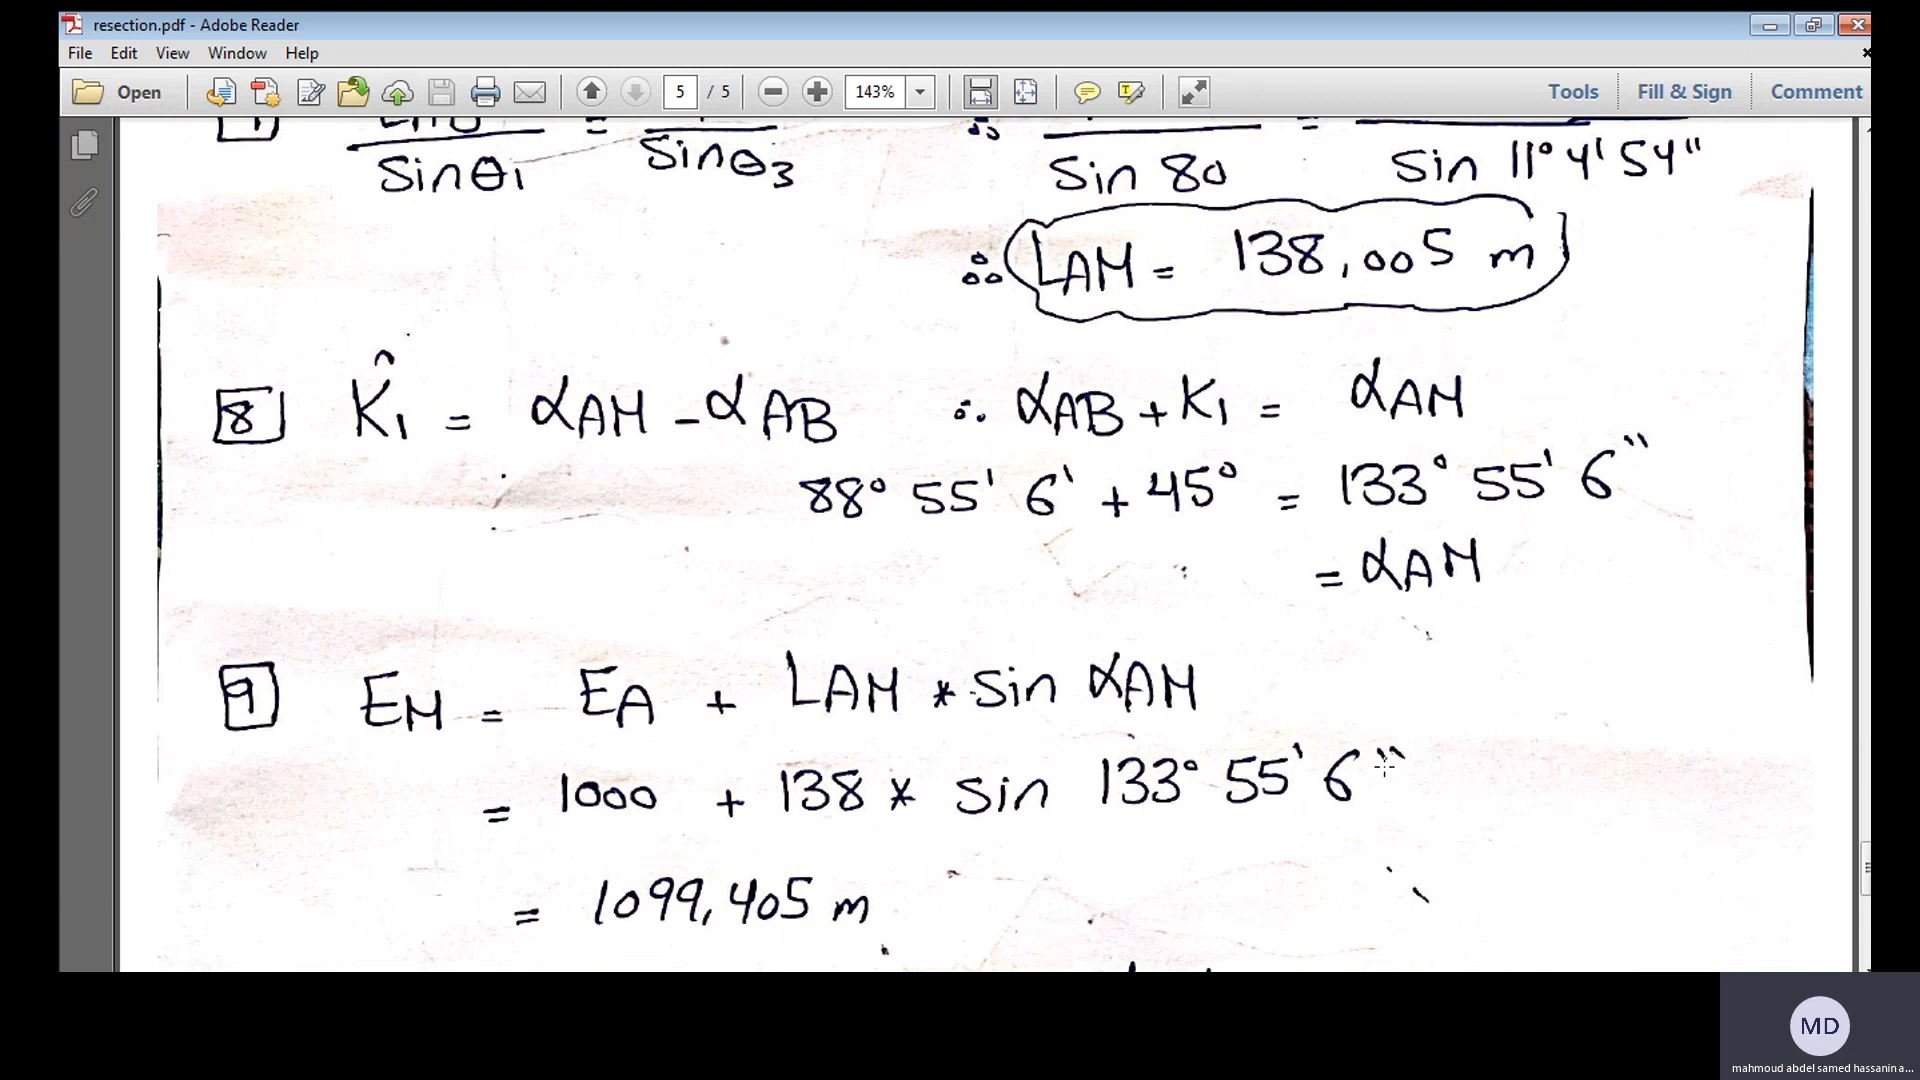 resection.pdf - Adobe Reader
File Edit View Window Help
Open 5 / 5 143% Tools Fill & Sign Comment
Sinθ1 = Sinθ3 ∴ Sin 80 = Sin 11° 4' 54"
∴ LAM = 138,005 m
8 K̂1 = αAM - αAB ∴ αAB + K1 = αAM
88° 55' 6' + 45° = 133° 55' 6"
= αAM
9 EM = EA + LAM * Sin αAM
= 1000 + 138 * Sin 133° 55' 6"
= 1099,405 m
MD
mahmoud abdel samed hassanin a...